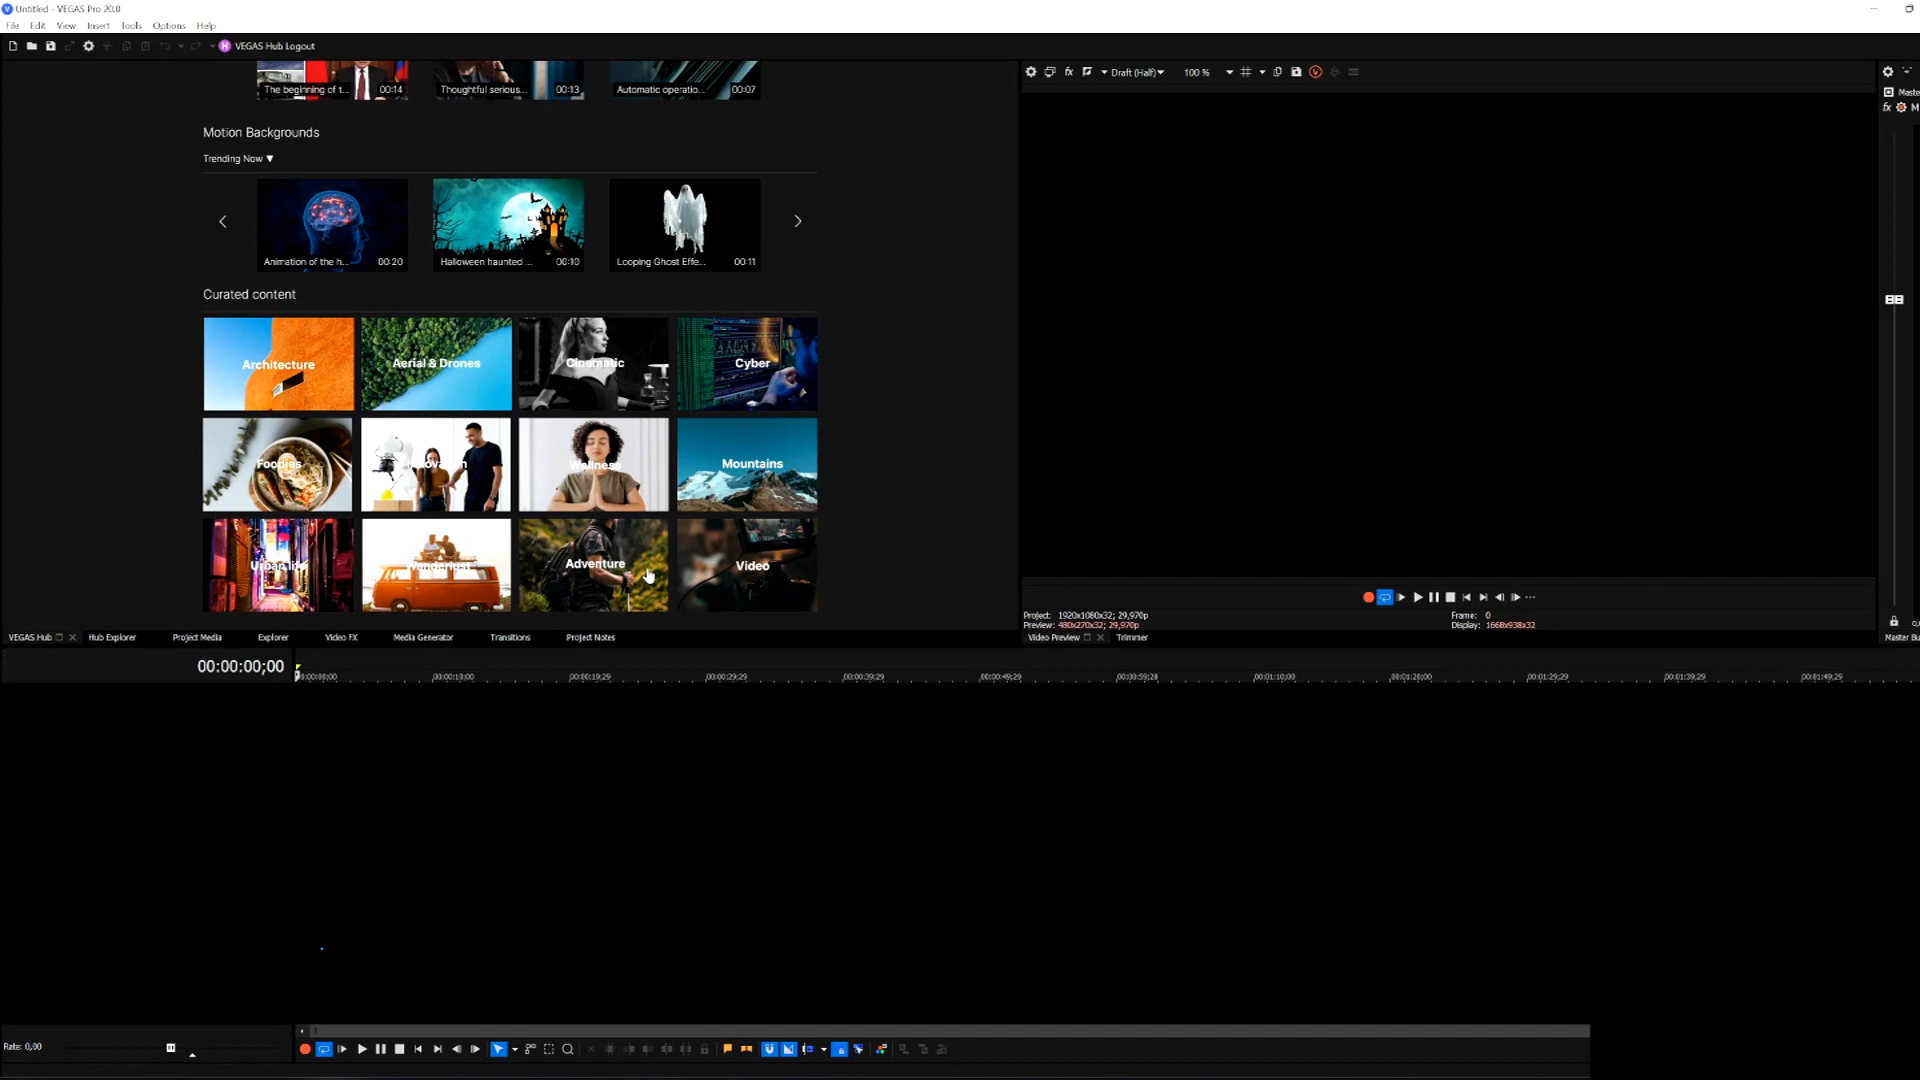 Untitled - VEGAS Pro 20.0
File Edit View Insert Tools Options Help
VEGAS Hub Logout
The beginning of t... 00:14
Thoughtful serious... 00:13
Automatic operatio... 00:07
Draft (Half) 100 %
Motion Backgrounds
Trending Now ▼
Animation of the h... 00:20
Halloween haunted ... 00:10
Looping Ghost Effe... 00:11
Curated content
Architecture
Aerial & Drones
Cinematic
Cyber
Foodies
Wellness
Mountains
Urban life
Wanderlust
Adventure
Video
Project: 1920x1080x32; 29,970p
Preview: 480x270x32; 29,970p
Frame: 0
Display: 1668x938x32
VEGAS Hub Hub Explorer Project Media Explorer Video FX Media Generator Transitions Project Notes
Video Preview Trimmer
00:00:00;00
00:00:00;00 00:00:10;00 00:00:19;29 00:00:29;29 00:00:39;29 00:00:49;29 00:00:59;28 00:01:10;00 00:01:20;00 00:01:29;29 00:01:39;29 00:01:49;29
Rate: 0,00